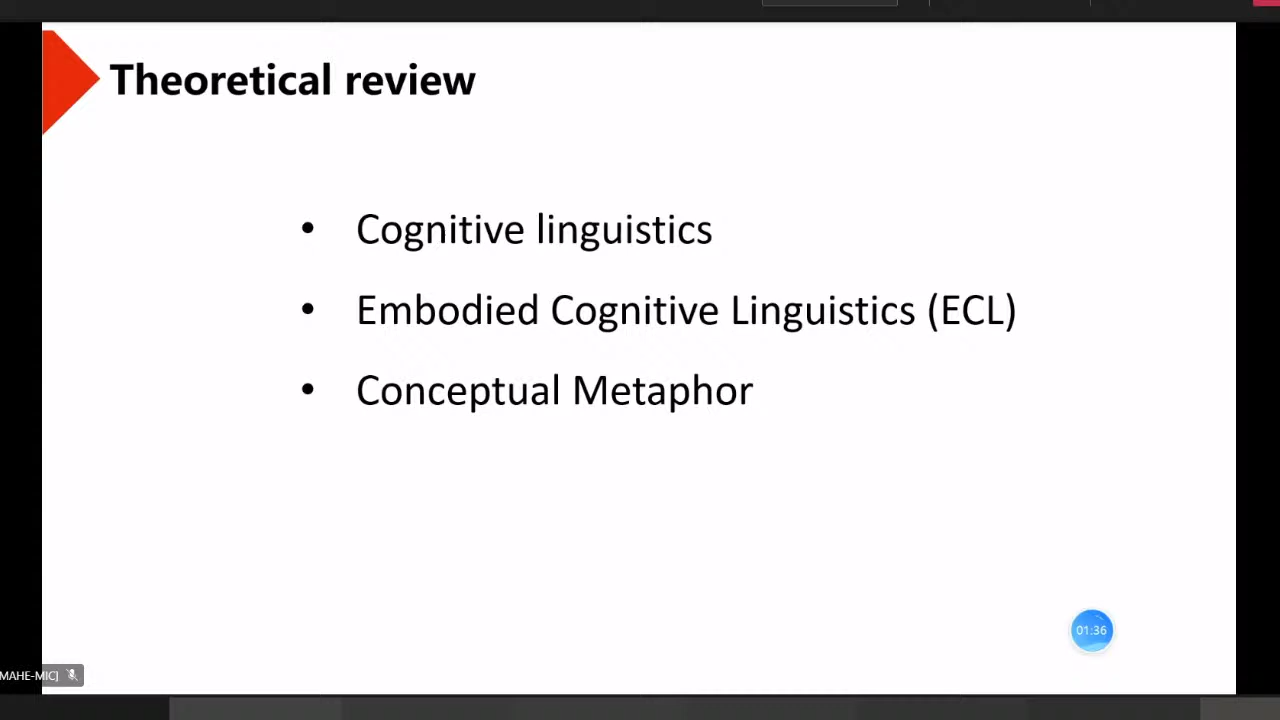 Theoretical review
• Cognitive linguistics
• Embodied Cognitive Linguistics (ECL)
• Conceptual Metaphor
01:36
MAHE-MIC]